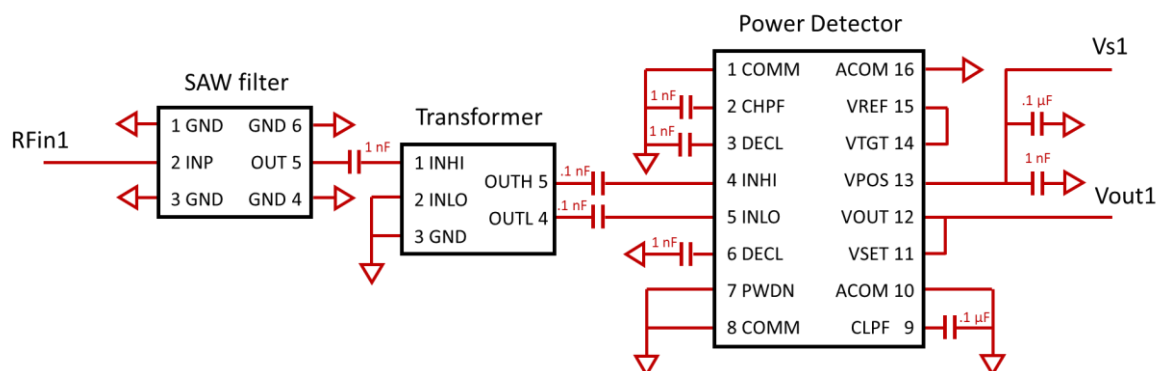 Power Detector
Vs1
SAW filter
1 COMM ACOM 16
1 nF
2 CHPF VREF 15
.1 µF
Transformer
1 GND GND 6
RFin1
1 nF
3 DECL VTGT 14
2 INP OUT 5
1 nF
1 INHI
1 nF
3 GND GND 4
OUTH 5
.1 nF
4 INHI VPOS 13
Vout1
2 INLO
OUTL 4
.1 nF
5 INLO VOUT 12
3 GND
1 nF
6 DECL VSET 11
7 PWDN ACOM 10
8 COMM CLPF 9
.1 µF